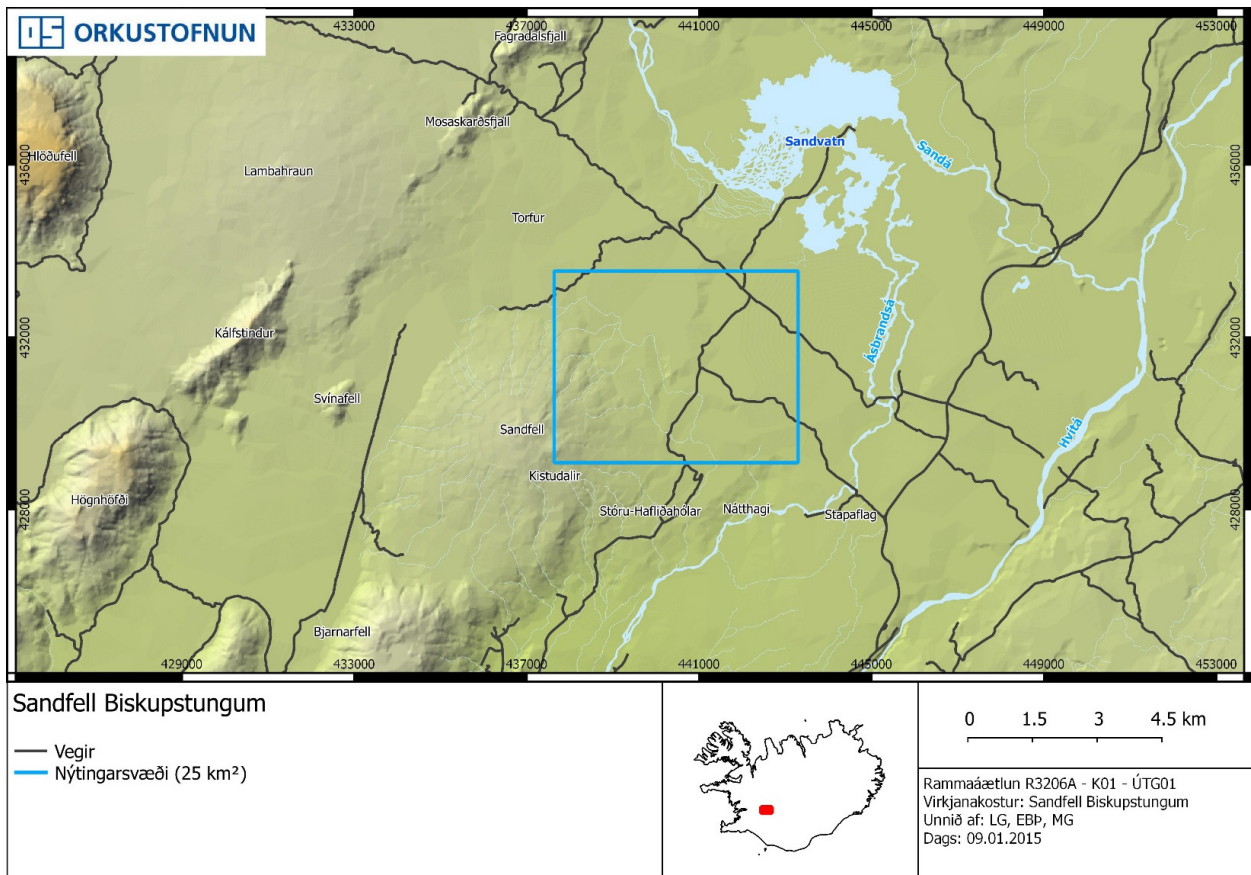 ORKUSTOFNUN
433000
437000
441000
445000
449000
453000
Fagradalsfjall
Mosaskarðsfjall
Hlöðufell
Lambahraun
Sandvatn
Sandá
436000
436000
Torfur
Kálfstindur
432000
432000
Ásbrandsá
Svínafell
Sandfell
Hvítá
Kistudalir
Högnhöfði
428000
428000
Stóru-Hafliðahólar
Nátthagi
Stapaflag
Bjarnarfell
429000
433000
437000
441000
445000
449000
453000
Sandfell Biskupstungum
Vegir
Nýtingarsvæði (25 km²)
0 1.5 3 4.5 km
Rammaáætlun R3206A - K01 - ÚTG01
Virkjanakostur: Sandfell Biskupstungum
Unnið af: LG, EBÞ, MG
Dags: 09.01.2015